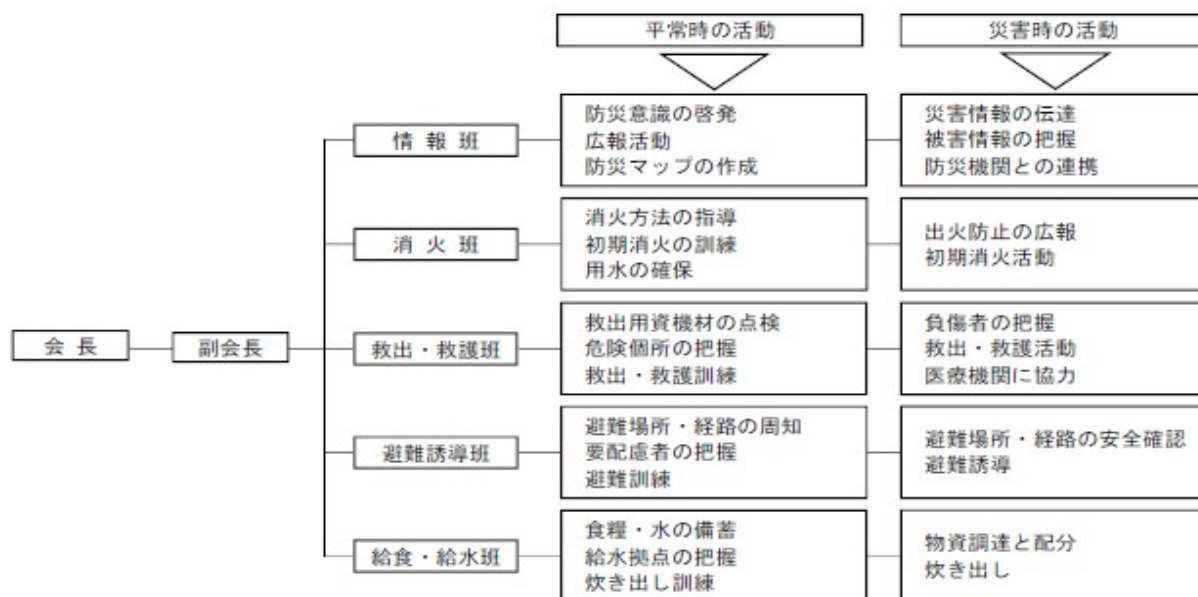 平常時の活動
災害時の活動
情報班
防災意識の啓発
広報活動
防災マップの作成
災害情報の伝達
被害情報の把握
防災機関との連携
消火班
消火方法の指導
初期消火の訓練
用水の確保
出火防止の広報
初期消火活動
会長
副会長
救出・救護班
救出用資機材の点検
危険個所の把握
救出・救護訓練
負傷者の把握
救出・救護活動
医療機関に協力
避難誘導班
避難場所・経路の周知
要配慮者の把握
避難訓練
避難場所・経路の安全確認
避難誘導
給食・給水班
食糧・水の備蓄
給水拠点の把握
炊き出し訓練
物資調達と配分
炊き出し